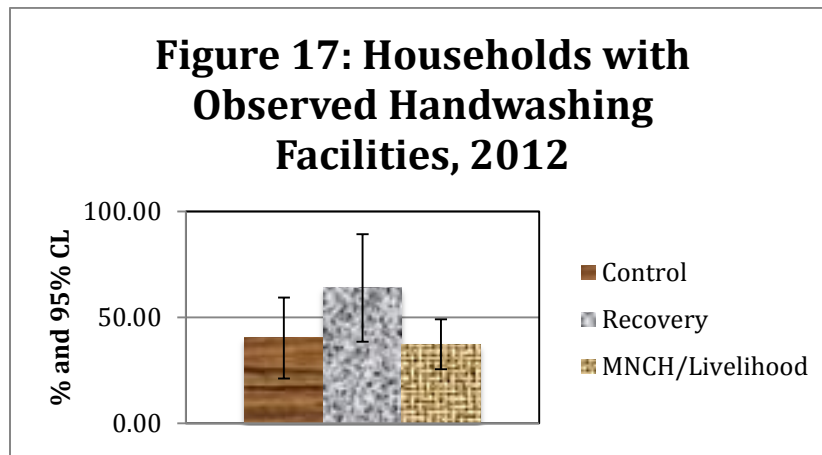 Figure 17: Households with
Observed Handwashing
Facilities, 2012
% and 95% CL
100.00
50.00
0.00
Control
Recovery
MNCH/Livelihood